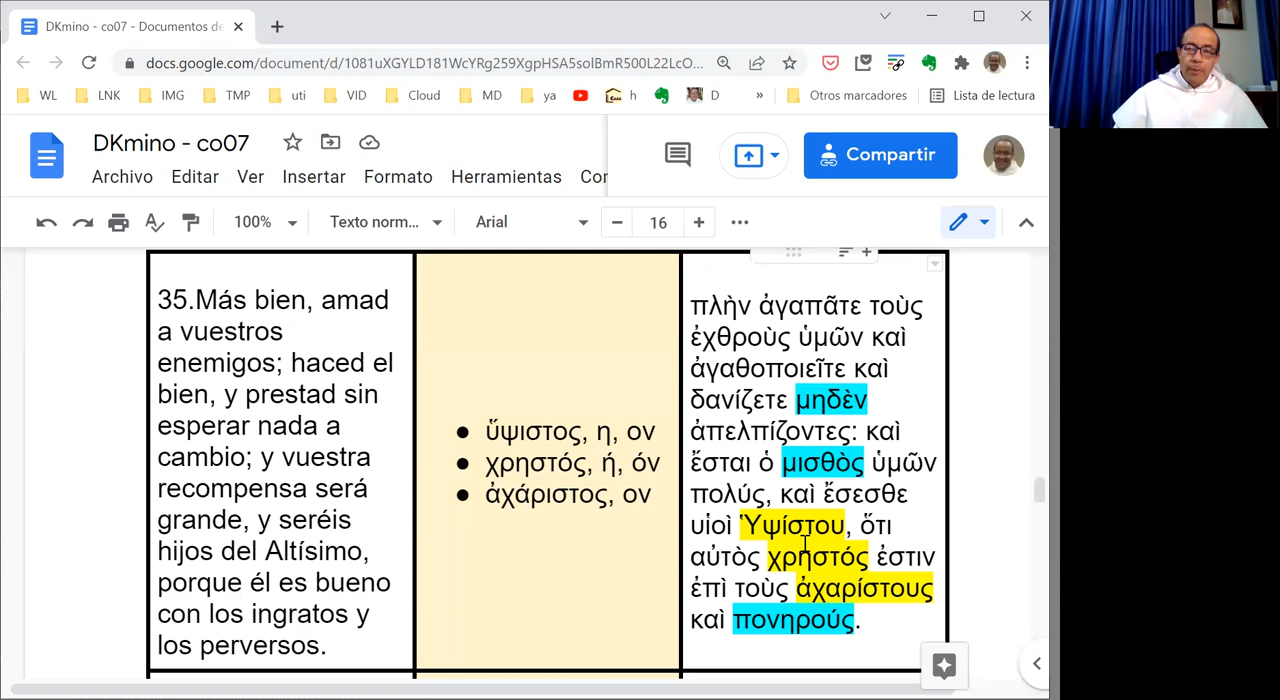 DKmino - co07 - Documentos de
docs.google.com/document/d/1081uXGYLD181WcYRg259XgpHSA5solBmR500L22LcO...
WL LNK IMG TMP uti VID Cloud MD ya h D » Otros marcadores Lista de lectura
DKmino - co07
Compartir
Archivo Editar Ver Insertar Formato Herramientas Cor
100% Texto norm... Arial 16
35.Más bien, amad
a vuestros
enemigos; haced el
bien, y prestad sin
esperar nada a
cambio; y vuestra
recompensa será
grande, y seréis
hijos del Altísimo,
porque él es bueno
con los ingratos y
los perversos.
● ὕψιστος, η, ον
● χρηστός, ή, όν
● ἀχάριστος, ον
πλὴν ἀγαπᾶτε τοὺς
ἐχθροὺς ὑμῶν καὶ
ἀγαθοποιεῖτε καὶ
δανίζετε μηδὲν
ἀπελπίζοντες: καὶ
ἔσται ὁ μισθὸς ὑμῶν
πολύς, καὶ ἔσεσθε
υἱοὶ Ὑψίστου, ὅτι
αὐτὸς χρηστός ἐστιν
ἐπὶ τοὺς ἀχαρίστους
καὶ πονηρούς.